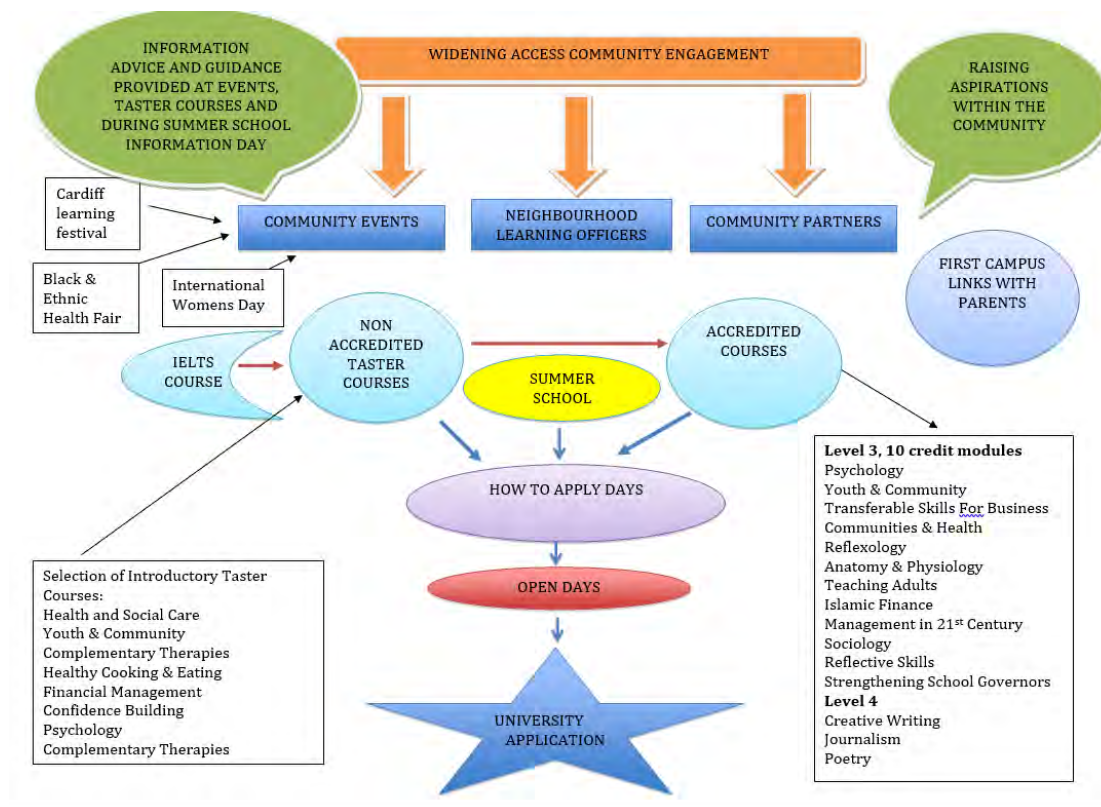 INFORMATION
ADVICE AND GUIDANCE
PROVIDED AT EVENTS,
TASTER COURSES AND
DURING SUMMER SCHOOL
INFORMATION DAY
WIDENING ACCESS COMMUNITY ENGAGEMENT
RAISING
ASPIRATIONS
WITHIN THE
COMMUNITY
Cardiff
learning
festival
COMMUNITY EVENTS
NEIGHBOURHOOD
LEARNING OFFICERS
COMMUNITY PARTNERS
Black &
Ethnic
Health Fair
International
Womens Day
FIRST CAMPUS
LINKS WITH
PARENTS
IELTS
COURSE
NON
ACCREDITED
TASTER
COURSES
SUMMER
SCHOOL
ACCREDITED
COURSES
HOW TO APPLY DAYS
OPEN DAYS
UNIVERSITY
APPLICATION
Selection of Introductory Taster
Courses:
Health and Social Care
Youth & Community
Complementary Therapies
Healthy Cooking & Eating
Financial Management
Confidence Building
Psychology
Complementary Therapies
Level 3, 10 credit modules
Psychology
Youth & Community
Transferable Skills For Business
Communities & Health
Reflexology
Anatomy & Physiology
Teaching Adults
Islamic Finance
Management in 21st Century
Sociology
Reflective Skills
Strengthening School Governors
Level 4
Creative Writing
Journalism
Poetry